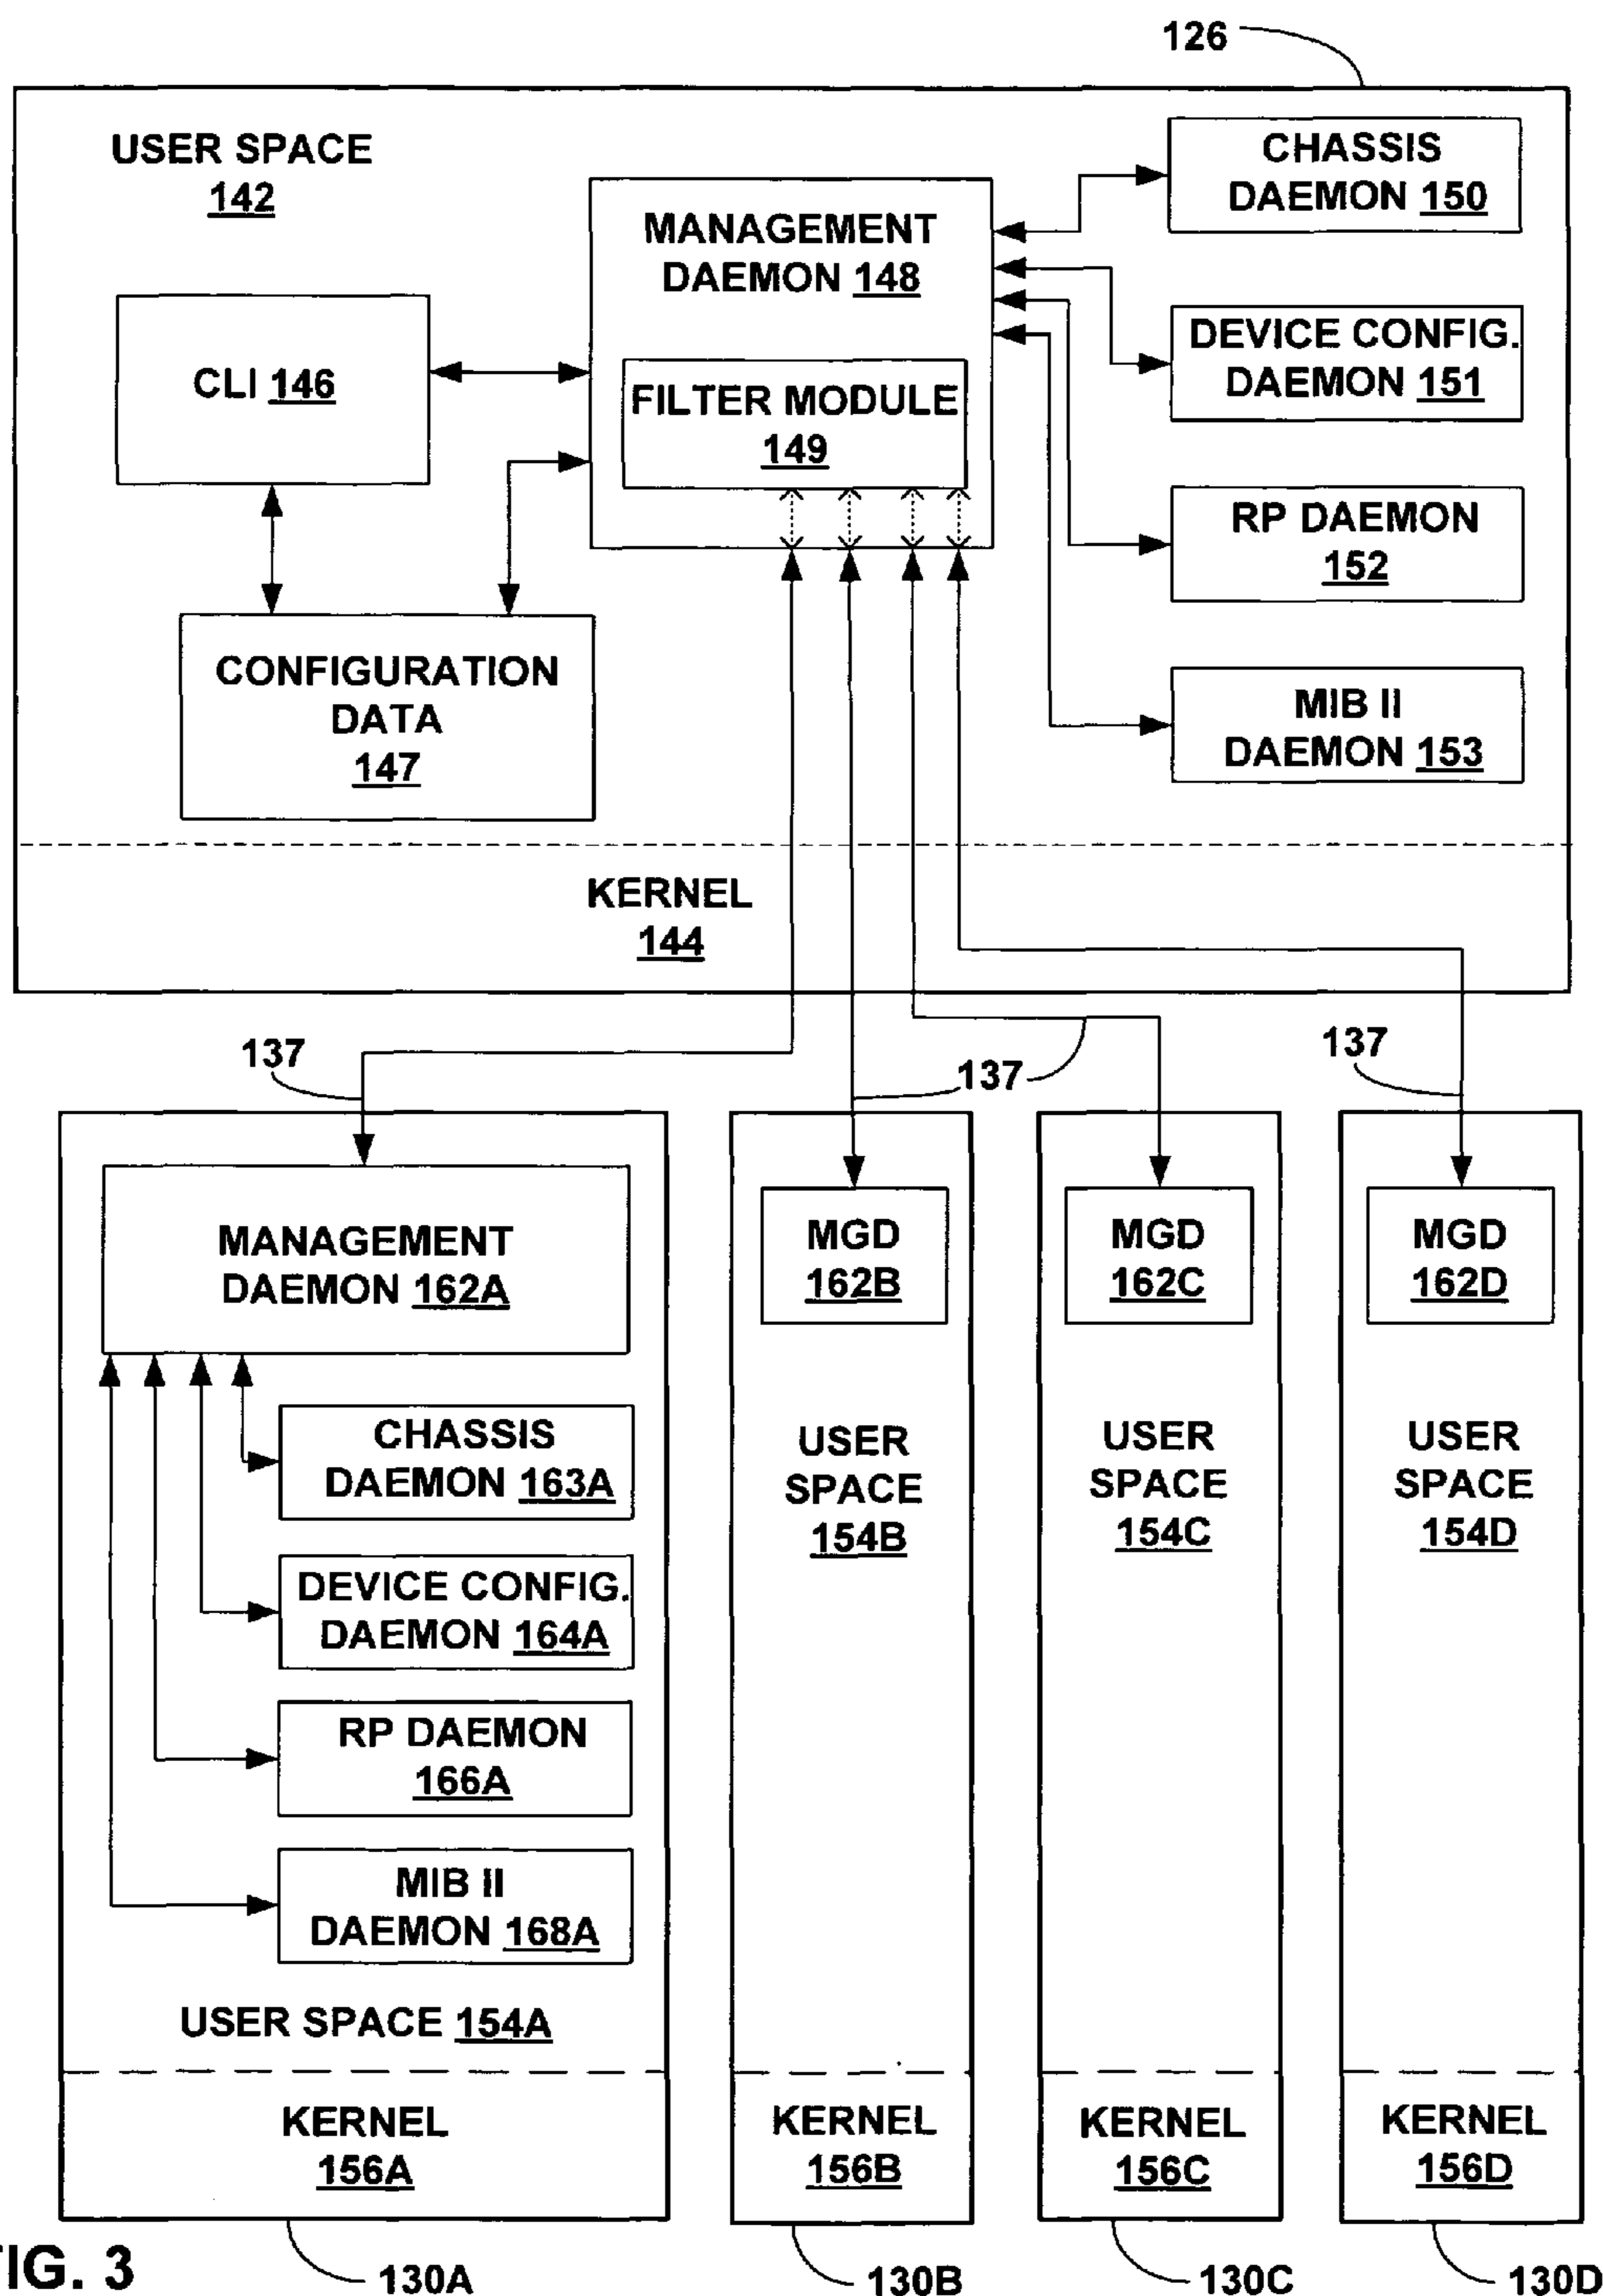 126
USER SPACE
142
CHASSIS
DAEMON 150
MANAGEMENT
DAEMON 148
DEVICE CONFIG.
DAEMON 151
CLI 146
FILTER MODULE
149
RP DAEMON
152
CONFIGURATION
DATA
147
MIB II
DAEMON 153
KERNEL
144
137
137
137
MANAGEMENT
DAEMON 162A
MGD
162B
MGD
162C
MGD
162D
CHASSIS
DAEMON 163A
USER
SPACE
154B
USER
SPACE
154C
USER
SPACE
154D
DEVICE CONFIG.
DAEMON 164A
RP DAEMON
166A
MIB II
DAEMON 168A
USER SPACE 154A
KERNEL
156A
KERNEL
156B
KERNEL
156C
KERNEL
156D
IG. 3
130A
130B
130C
130D